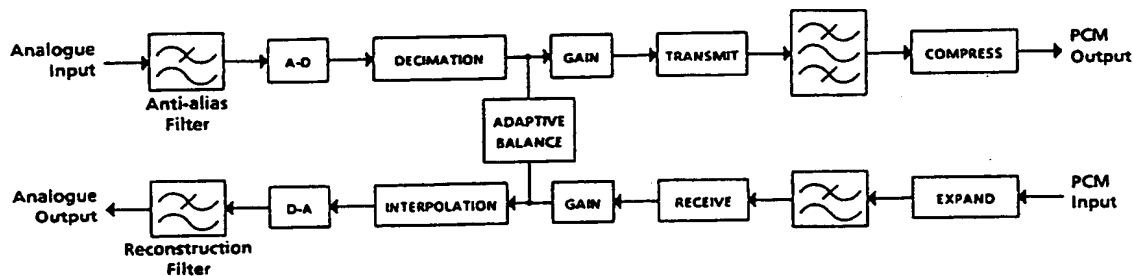 Analogue
Input
Anti-alias
Filter
A-D
DECIMATION
GAIN
TRANSMIT
COMPRESS
PCM
Output
ADAPTIVE
BALANCE
Analogue
Output
Reconstruction
Filter
D-A
INTERPOLATION
GAIN
RECEIVE
EXPAND
PCM
Input